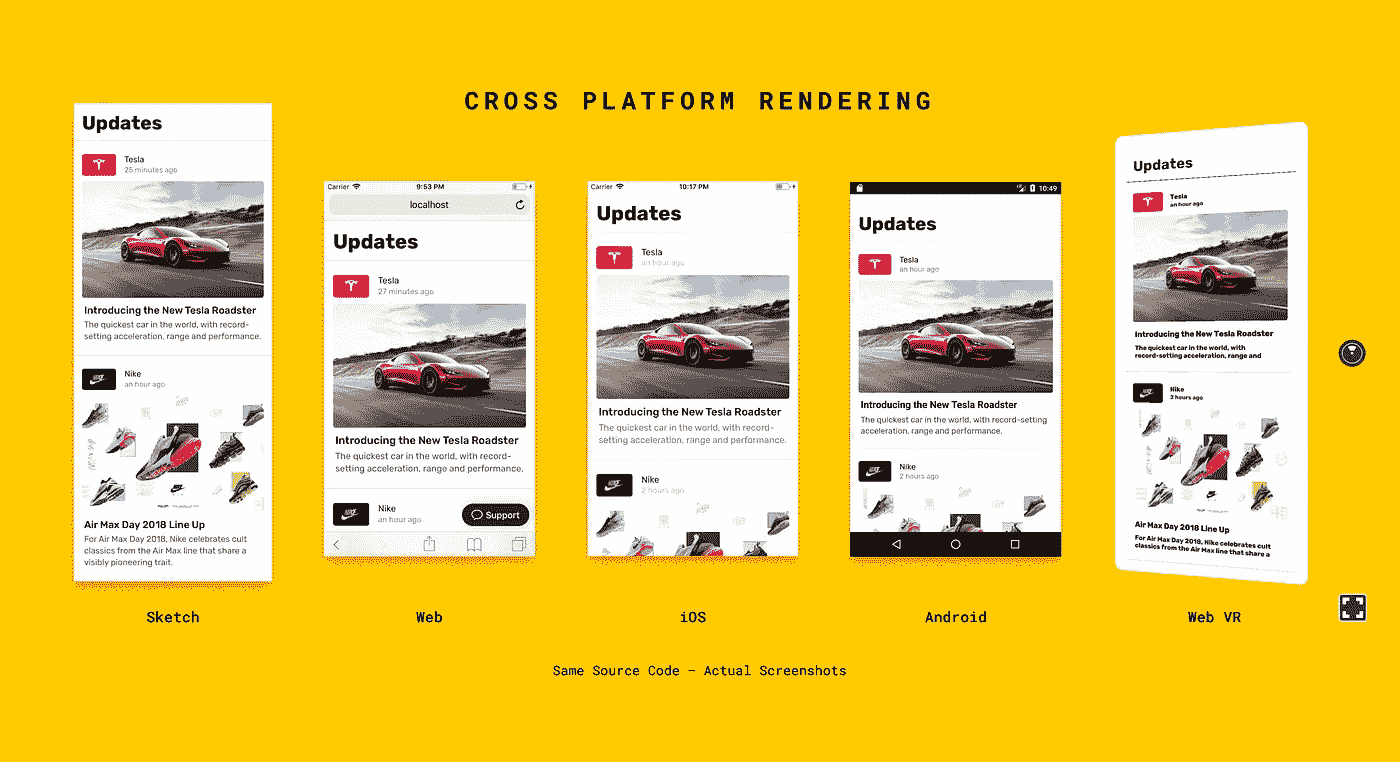 CROSS PLATFORM RENDERING
Updates
Tesla
25 minutes ago
Introducing the New Tesla Roadster
The quickest car in the world, with record-
setting acceleration, range and performance.
Nike
an hour ago
Air Max Day 2018 Line Up
For Air Max Day 2018, Nike celebrates cult
classics from the Air Max line that share a
visibly pioneering trait.
Sketch
Carrier 9:53 PM
localhost
Updates
Tesla
27 minutes ago
Introducing the New Tesla Roadster
The quickest car in the world, with record-
setting acceleration, range and performance.
Nike
an hour ago
Support
Web
Carrier 10:17 PM
Updates
Tesla
an hour ago
Introducing the New Tesla Roadster
The quickest car in the world, with record-
setting acceleration, range and performance.
Nike
2 hours ago
iOS
10:49
Updates
Tesla
an hour ago
Introducing the New Tesla Roadster
The quickest car in the world, with record-setting
acceleration, range and performance.
Nike
2 hours ago
Android
Updates
Tesla
an hour ago
Introducing the New Tesla Roadster
The quickest car in the world, with
record-setting acceleration, range and
Nike
2 hours ago
Air Max Day 2018 Line Up
For Air Max Day 2018, Nike celebrates cult
classics from the Air Max line that share a
Web VR
Same Source Code — Actual Screenshots